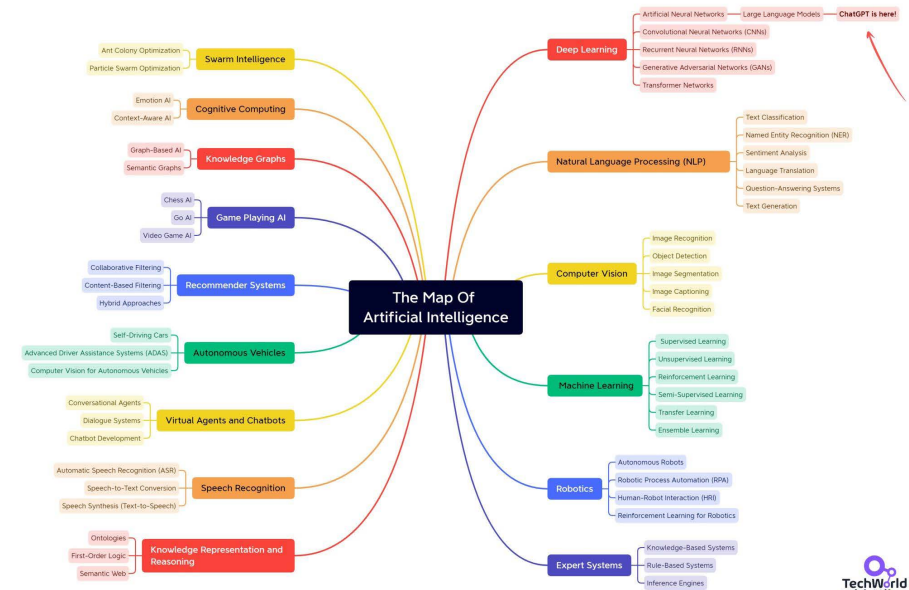 The Map Of
Artificial Intelligence
Deep Learning
Artificial Neural Networks
Large Language Models
ChatGPT is here!
Convolutional Neural Networks (CNNs)
Recurrent Neural Networks (RNNs)
Generative Adversarial Networks (GANs)
Transformer Networks
Natural Language Processing (NLP)
Text Classification
Named Entity Recognition (NER)
Sentiment Analysis
Language Translation
Question-Answering Systems
Text Generation
Computer Vision
Image Recognition
Object Detection
Image Segmentation
Image Captioning
Facial Recognition
Machine Learning
Supervised Learning
Unsupervised Learning
Reinforcement Learning
Semi-Supervised Learning
Transfer Learning
Ensemble Learning
Robotics
Autonomous Robots
Robotic Process Automation (RPA)
Human-Robot Interaction (HRI)
Reinforcement Learning for Robotics
Expert Systems
Knowledge-Based Systems
Rule-Based Systems
Inference Engines
Swarm Intelligence
Ant Colony Optimization
Particle Swarm Optimization
Cognitive Computing
Emotion AI
Context-Aware AI
Knowledge Graphs
Graph-Based AI
Semantic Graphs
Game Playing AI
Chess AI
Go AI
Video Game AI
Recommender Systems
Collaborative Filtering
Content-Based Filtering
Hybrid Approaches
Autonomous Vehicles
Self-Driving Cars
Advanced Driver Assistance Systems (ADAS)
Computer Vision for Autonomous Vehicles
Virtual Agents and Chatbots
Conversational Agents
Dialogue Systems
Chatbot Development
Speech Recognition
Automatic Speech Recognition (ASR)
Speech-to-Text Conversion
Speech Synthesis (Text-to-Speech)
Knowledge Representation and
Reasoning
Ontologies
First-Order Logic
Semantic Web
TechWorld